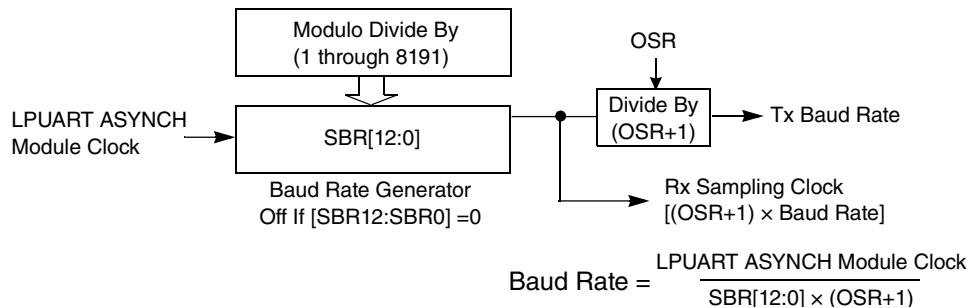 Modulo Divide By
(1 through 8191)
OSR
LPUART ASYNCH
Module Clock
SBR[12:0]
Divide By
(OSR+1)
Tx Baud Rate
Baud Rate Generator
Off If [SBR12:SBR0] =0
Rx Sampling Clock
[(OSR+1) × Baud Rate]
LPUART ASYNCH Module Clock
Baud Rate =
SBR[12:0] × (OSR+1)